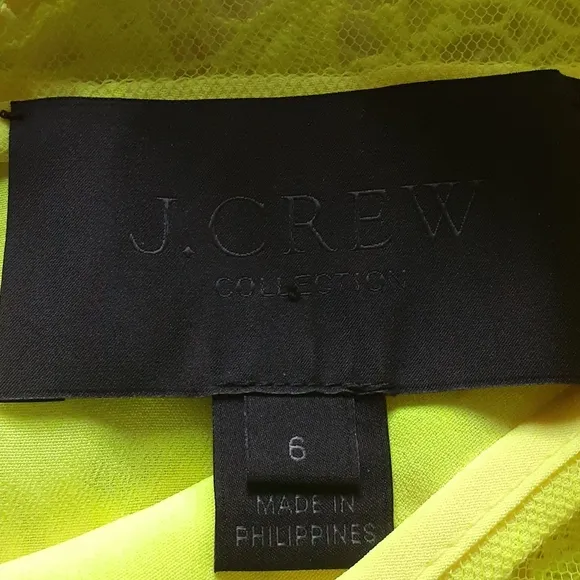 J.CREW
COLLECTION
6
MADE IN
PHILIPPINES